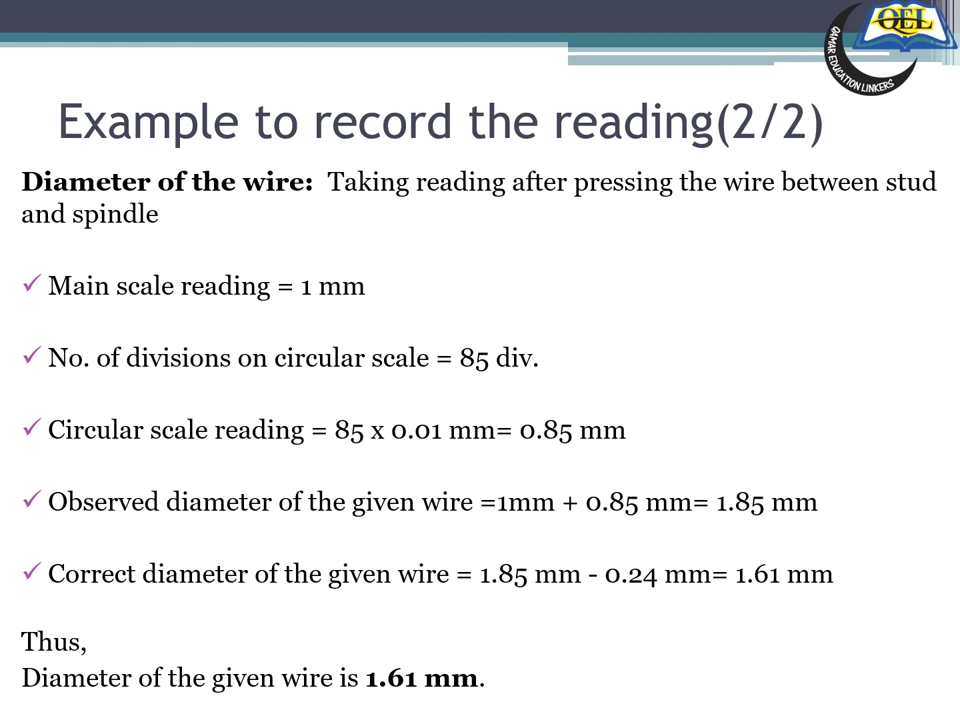 QEL
QAMAR EDUCATION LINKERS
Example to record the reading(2/2)
Diameter of the wire: Taking reading after pressing the wire between stud
and spindle
✓ Main scale reading = 1 mm
✓ No. of divisions on circular scale = 85 div.
✓ Circular scale reading = 85 x 0.01 mm= 0.85 mm
✓ Observed diameter of the given wire =1mm + 0.85 mm= 1.85 mm
✓ Correct diameter of the given wire = 1.85 mm - 0.24 mm= 1.61 mm
Thus,
Diameter of the given wire is 1.61 mm.